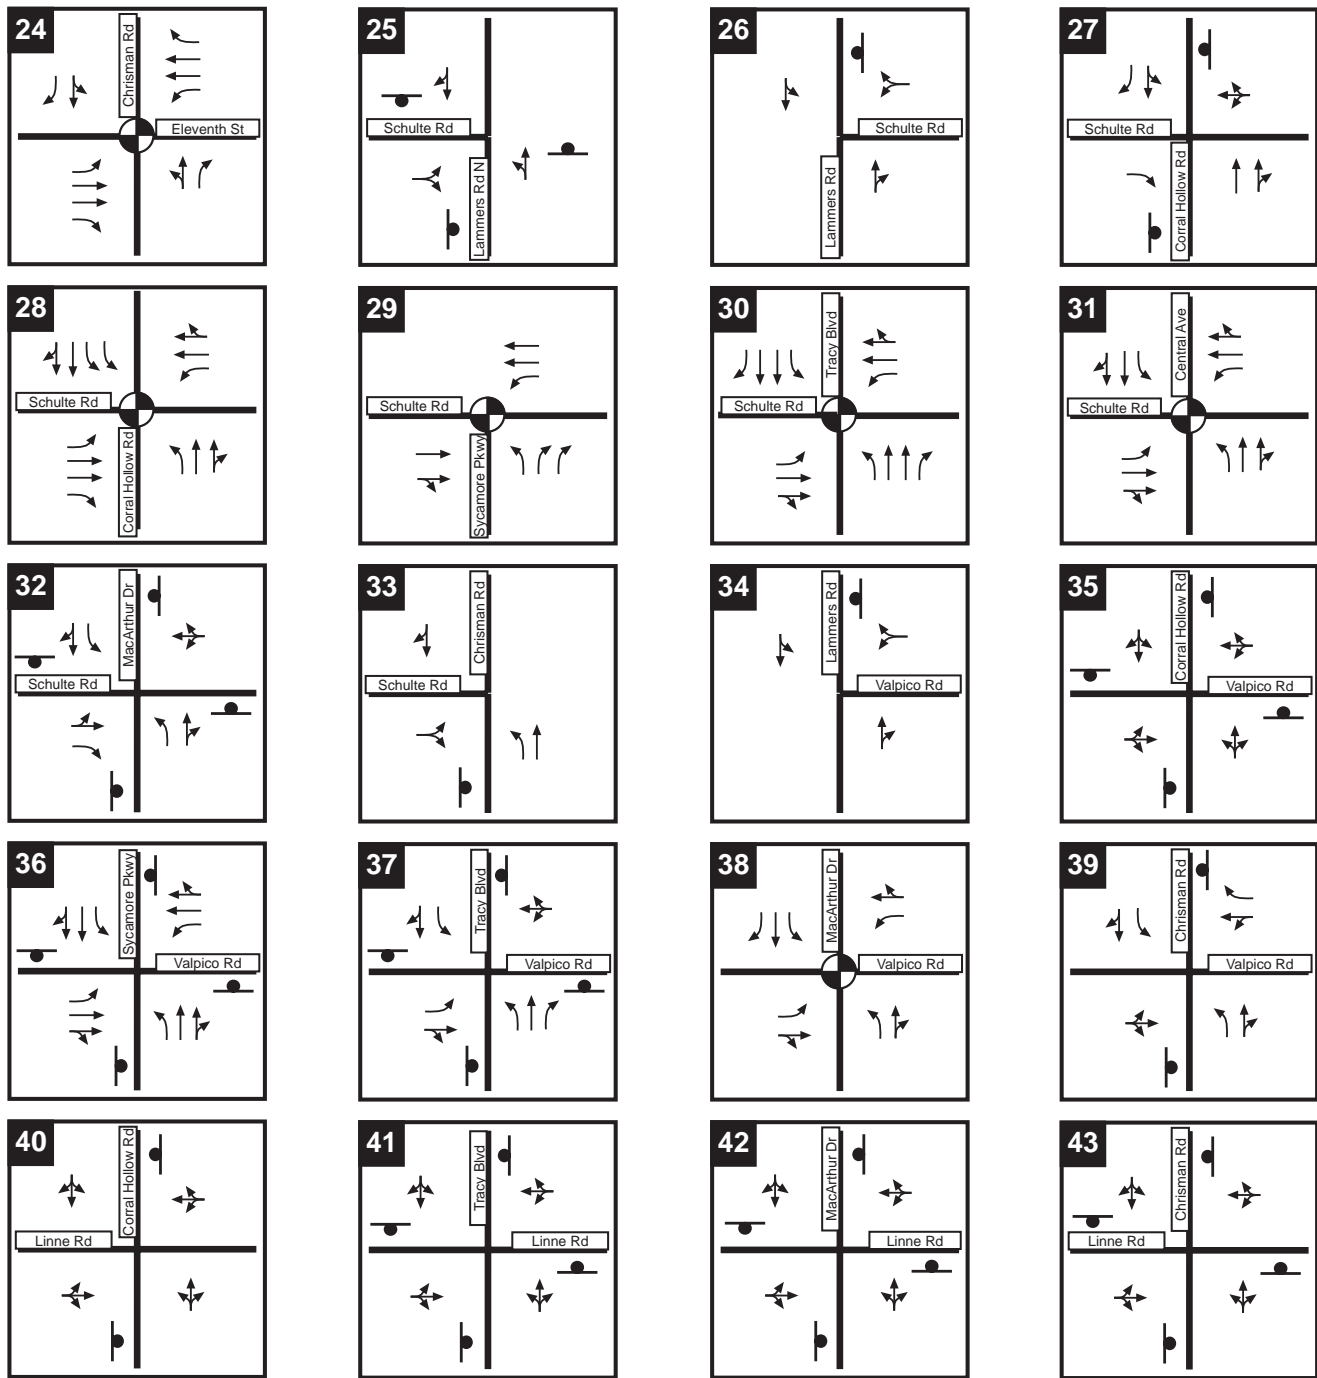 24
Chrisman Rd
Eleventh St
25
Schulte Rd
Lammers Rd N
26
Schulte Rd
Lammers Rd
27
Schulte Rd
Corral Hollow Rd
28
Schulte Rd
Corral Hollow Rd
29
Schulte Rd
Sycamore Pkwy
30
Tracy Blvd
Schulte Rd
31
Central Ave
Schulte Rd
32
MacArthur Dr
Schulte Rd
33
Chrisman Rd
Schulte Rd
34
Lammers Rd
Valpico Rd
35
Corral Hollow Rd
Valpico Rd
36
Sycamore Pkwy
Valpico Rd
37
Tracy Blvd
Valpico Rd
38
MacArthur Dr
Valpico Rd
39
Chrisman Rd
Valpico Rd
40
Corral Hollow Rd
Linne Rd
41
Tracy Blvd
Linne Rd
42
MacArthur Dr
Linne Rd
43
Chrisman Rd
Linne Rd